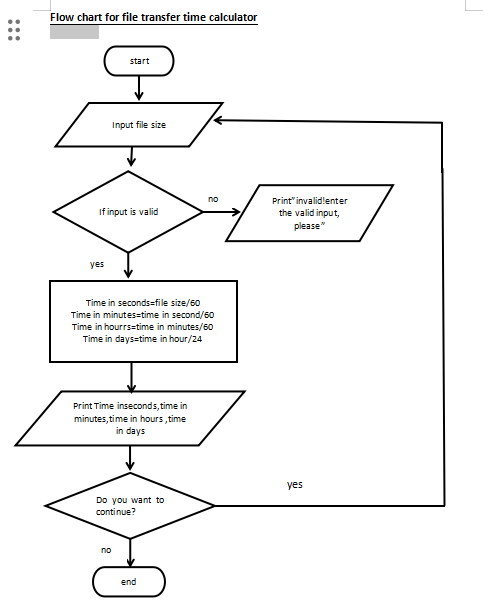 Flow chart for file transfer time calculator
start
Input file size
If input is valid
no
Print"invalid!enter
the valid input,
please"
yes
Time in seconds=file size/60
Time in minutes=time in second/60
Time in hourrs=time in minutes/60
Time in days=time in hour/24
Print Time inseconds,time in
minutes,time in hours ,time
in days
Do you want to
continue?
yes
no
end